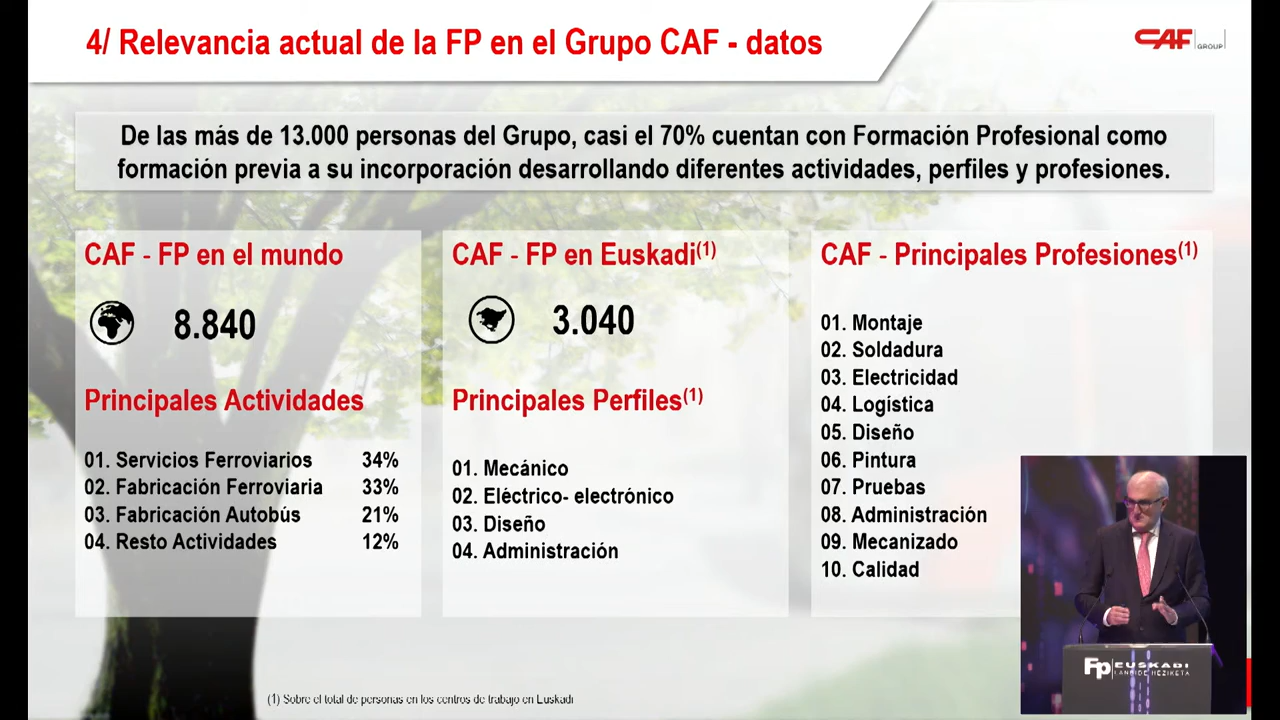 4/ Relevancia actual de la FP en el Grupo CAF - datos
CAF GROUP
De las más de 13.000 personas del Grupo, casi el 70% cuentan con Formación Profesional como
formación previa a su incorporación desarrollando diferentes actividades, perfiles y profesiones.
CAF - FP en el mundo
8.840
Principales Actividades
01. Servicios Ferroviarios 34%
02. Fabricación Ferroviaria 33%
03. Fabricación Autobús 21%
04. Resto Actividades 12%
CAF - FP en Euskadi(1)
3.040
Principales Perfiles(1)
01. Mecánico
02. Eléctrico- electrónico
03. Diseño
04. Administración
CAF - Principales Profesiones(1)
01. Montaje
02. Soldadura
03. Electricidad
04. Logística
05. Diseño
06. Pintura
07. Pruebas
08. Administración
09. Mecanizado
10. Calidad
Fp EUSKADI
LANBIDE HEZIKETA
(1) Sobre el total de personas en los centros de trabajo en Euskadi